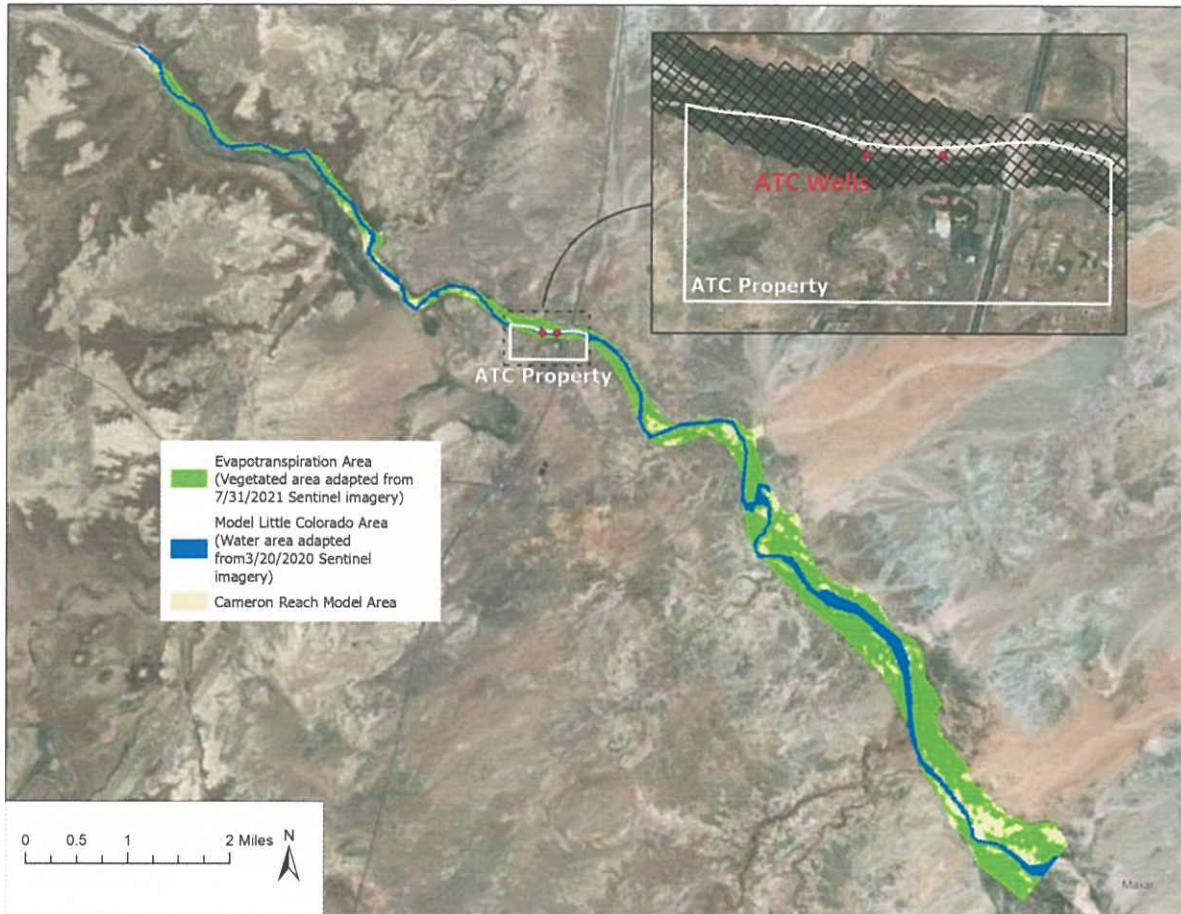 ATC Wells
ATC Property
ATC Property
Evapotranspiration Area
(Vegetated area adapted from
7/31/2021 Sentinel imagery)
Model Little Colorado Area
(Water area adapted
from3/20/2020 Sentinel
imagery)
Cameron Reach Model Area
0 0.5 1 2 Miles N
Maxar